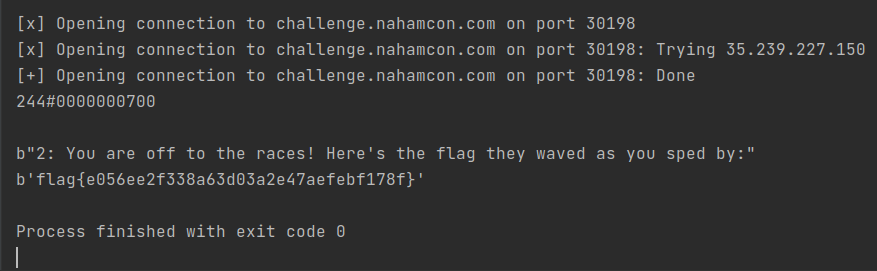 [x] Opening connection to challenge.nahamcon.com on port 30198
[x] Opening connection to challenge.nahamcon.com on port 30198: Trying 35.239.227.150
[+] Opening connection to challenge.nahamcon.com on port 30198: Done
244#0000000700
b"2: You are off to the races! Here's the flag they waved as you sped by:"
b'flag{e056ee2f338a63d03a2e47aefebf178f}'
Process finished with exit code 0